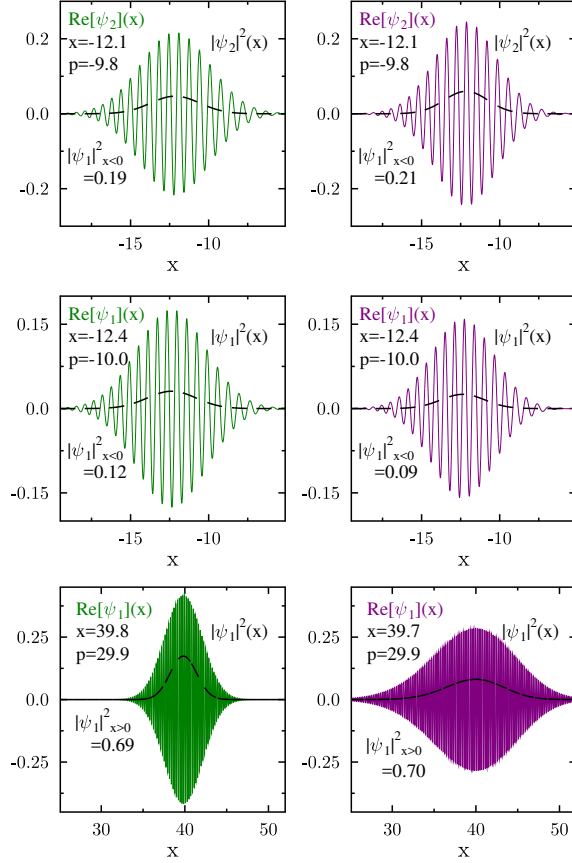 Re[ψ₂](x)
x=-12.1
p=-9.8
|ψ₂|²(x)
|ψ₁|²ₓ<₀
=0.19
0.2
0.0
-0.2
-15
-10
x
Re[ψ₂](x)
x=-12.1
p=-9.8
|ψ₂|²(x)
|ψ₁|²ₓ<₀
=0.21
0.2
0.0
-0.2
-15
-10
x
Re[ψ₁](x)
x=-12.4
p=-10.0
|ψ₁|²(x)
|ψ₁|²ₓ<₀
=0.12
0.15
0.0
-0.15
-15
-10
x
Re[ψ₁](x)
x=-12.4
p=-10.0
|ψ₁|²(x)
|ψ₁|²ₓ<₀
=0.09
0.15
0.0
-0.15
-15
-10
x
Re[ψ₁](x)
x=39.8
p=29.9
|ψ₁|²(x)
|ψ₁|²ₓ>₀
=0.69
0.25
0.0
-0.25
30
40
50
x
Re[ψ₁](x)
x=39.7
p=29.9
|ψ₁|²(x)
|ψ₁|²ₓ>₀
=0.70
0.25
0.0
-0.25
30
40
50
x